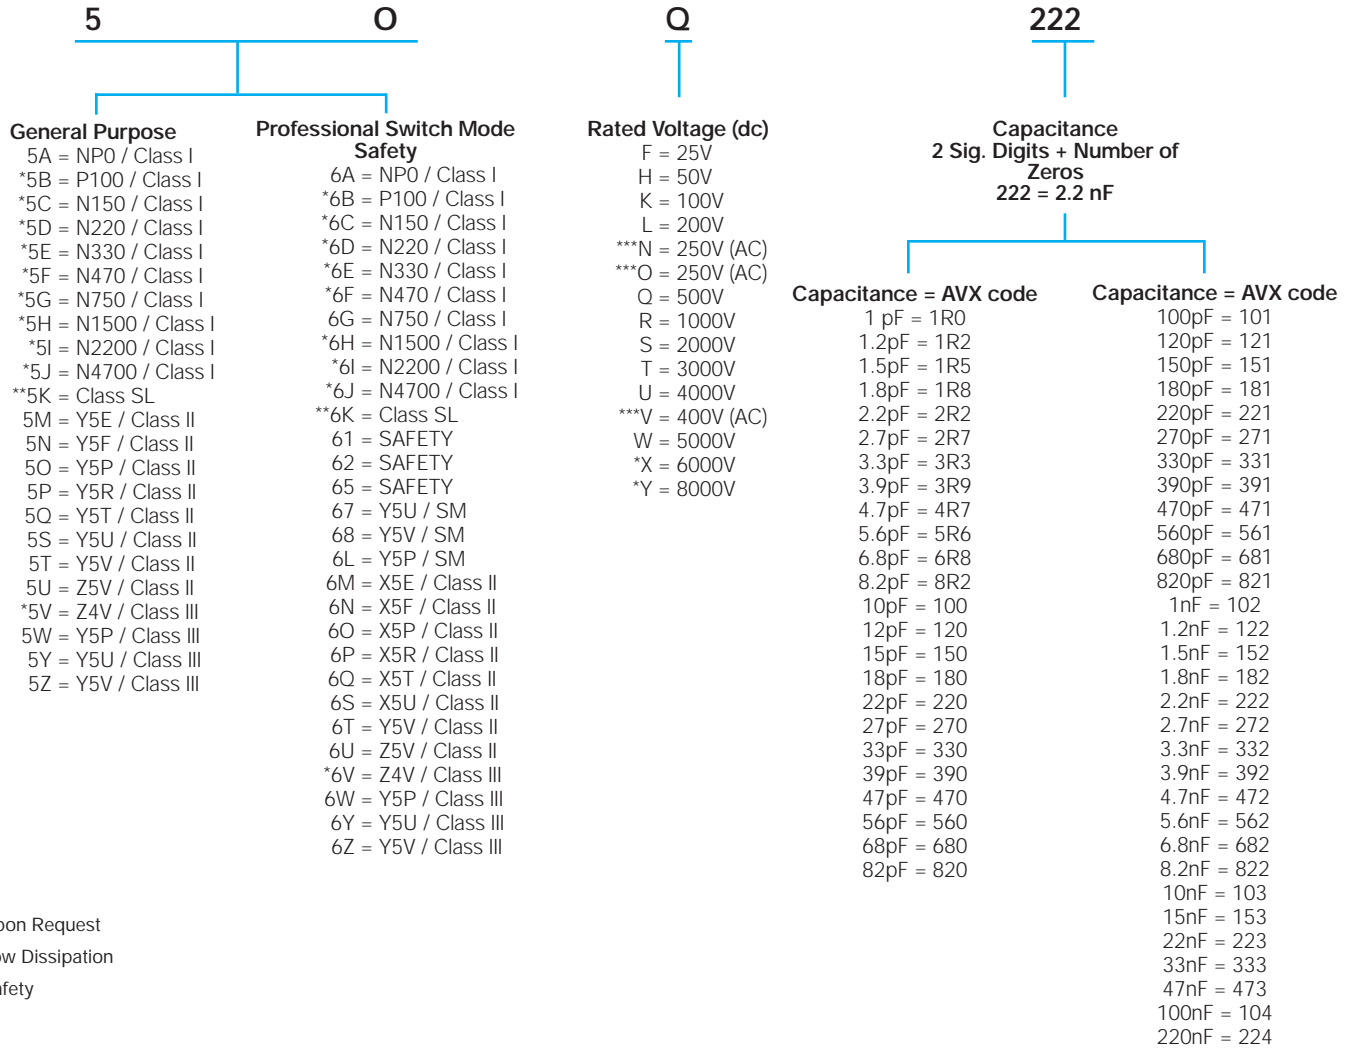 5 O Q 222
General Purpose
5A = NP0 / Class I
*5B = P100 / Class I
*5C = N150 / Class I
*5D = N220 / Class I
*5E = N330 / Class I
*5F = N470 / Class I
*5G = N750 / Class I
*5H = N1500 / Class I
*5I = N2200 / Class I
*5J = N4700 / Class I
**5K = Class SL
5M = Y5E / Class II
5N = Y5F / Class II
5O = Y5P / Class II
5P = Y5R / Class II
5Q = Y5T / Class II
5S = Y5U / Class II
5T = Y5V / Class II
5U = Z5V / Class II
*5V = Z4V / Class III
5W = Y5P / Class III
5Y = Y5U / Class III
5Z = Y5V / Class III
Professional Switch Mode
Safety
6A = NP0 / Class I
*6B = P100 / Class I
*6C = N150 / Class I
*6D = N220 / Class I
*6E = N330 / Class I
*6F = N470 / Class I
6G = N750 / Class I
*6H = N1500 / Class I
*6I = N2200 / Class I
*6J = N4700 / Class I
**6K = Class SL
61 = SAFETY
62 = SAFETY
65 = SAFETY
67 = Y5U / SM
68 = Y5V / SM
6L = Y5P / SM
6M = X5E / Class II
6N = X5F / Class II
6O = X5P / Class II
6P = X5R / Class II
6Q = X5T / Class II
6S = X5U / Class II
6T = Y5V / Class II
6U = Z5V / Class II
*6V = Z4V / Class III
6W = Y5P / Class III
6Y = Y5U / Class III
6Z = Y5V / Class III
Rated Voltage (dc)
F = 25V
H = 50V
K = 100V
L = 200V
***N = 250V (AC)
***O = 250V (AC)
Q = 500V
R = 1000V
S = 2000V
T = 3000V
U = 4000V
***V = 400V (AC)
W = 5000V
*X = 6000V
*Y = 8000V
Capacitance
2 Sig. Digits + Number of
Zeros
222 = 2.2 nF
Capacitance = AVX code
1 pF = 1R0
1.2pF = 1R2
1.5pF = 1R5
1.8pF = 1R8
2.2pF = 2R2
2.7pF = 2R7
3.3pF = 3R3
3.9pF = 3R9
4.7pF = 4R7
5.6pF = 5R6
6.8pF = 6R8
8.2pF = 8R2
10pF = 100
12pF = 120
15pF = 150
18pF = 180
22pF = 220
27pF = 270
33pF = 330
39pF = 390
47pF = 470
56pF = 560
68pF = 680
82pF = 820
Capacitance = AVX code
100pF = 101
120pF = 121
150pF = 151
180pF = 181
220pF = 221
270pF = 271
330pF = 331
390pF = 391
470pF = 471
560pF = 561
680pF = 681
820pF = 821
1nF = 102
1.2nF = 122
1.5nF = 152
1.8nF = 182
2.2nF = 222
2.7nF = 272
3.3nF = 332
3.9nF = 392
4.7nF = 472
5.6nF = 562
6.8nF = 682
8.2nF = 822
10nF = 103
15nF = 153
22nF = 223
33nF = 333
47nF = 473
100nF = 104
220nF = 224
Request
Dissipation